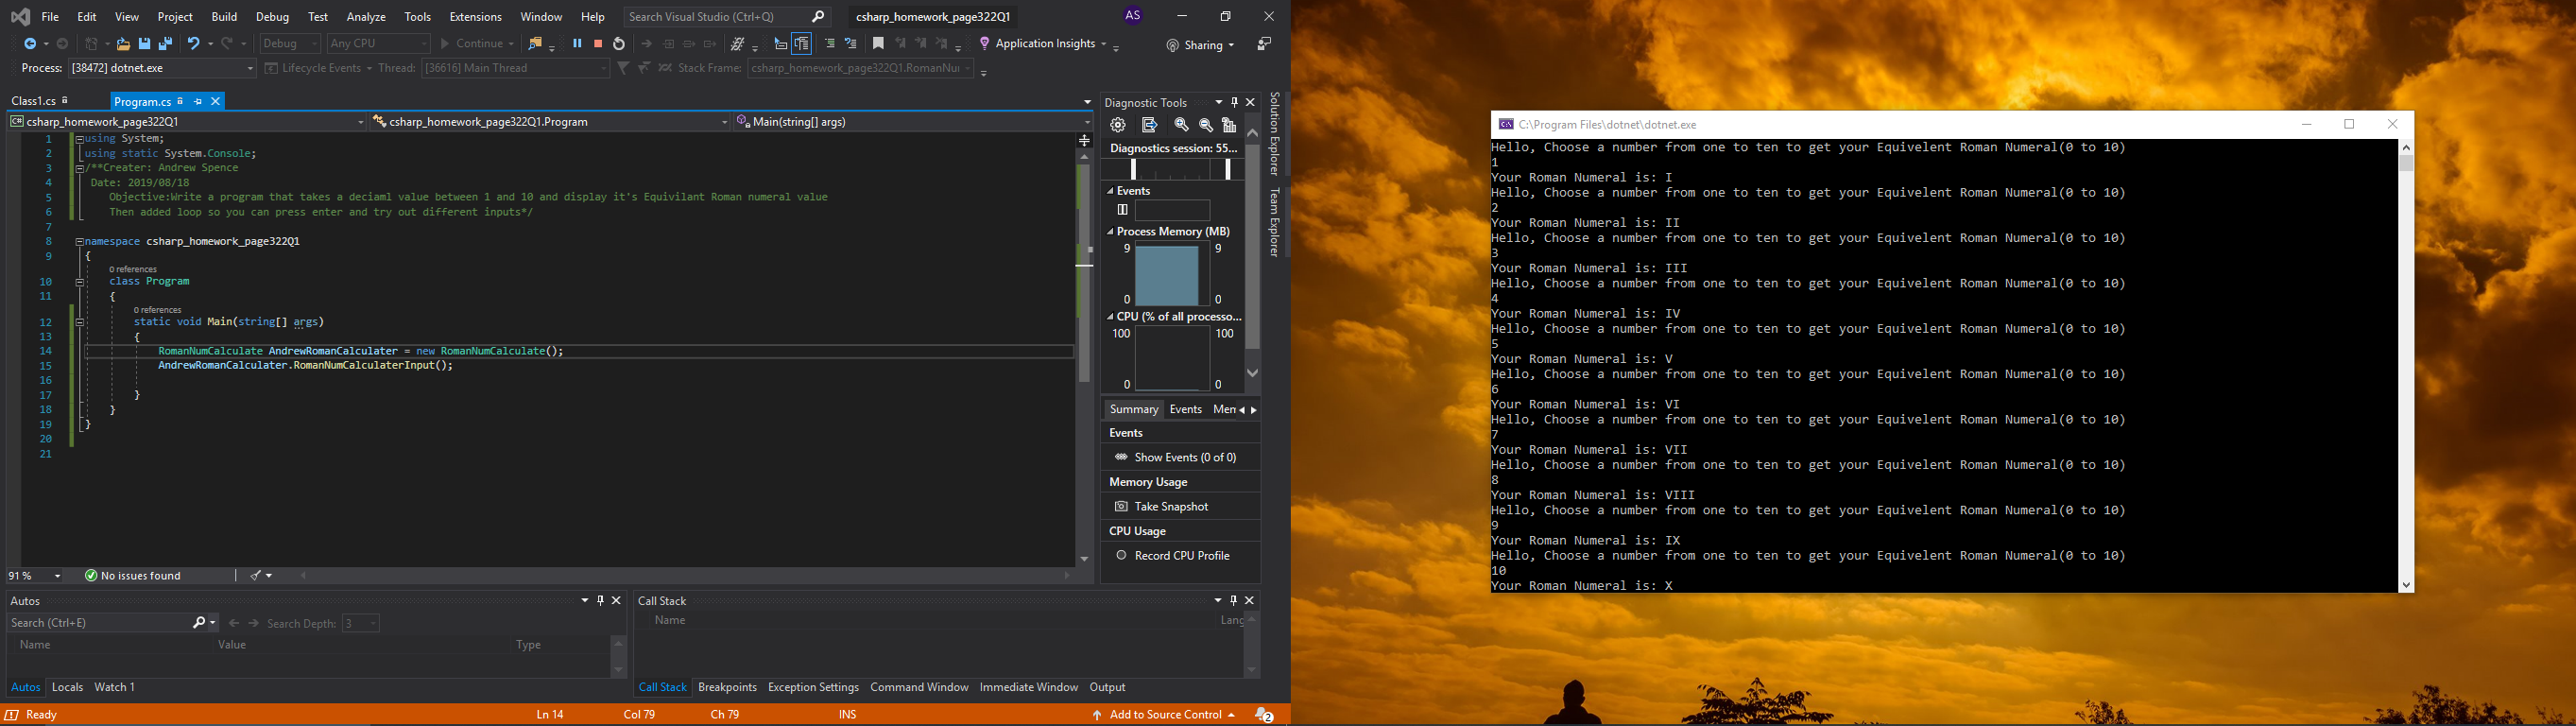 File Edit View Project Build Debug Test Analyze Tools Extensions Window Help Search Visual Studio (Ctrl+Q) csharp_homework_page322Q1 AS
Debug Any CPU Continue Application Insights Sharing
Process: [38472] dotnet.exe Lifecycle Events Thread: [36616] Main Thread Stack Frame: csharp_homework_page322Q1.RomanNu
Class1.cs Program.cs
csharp_homework_page322Q1 csharp_homework_page322Q1.Program Main(string[] args)
1 using System;
2 using static System.Console;
3 /**Creater: Andrew Spence
4 Date: 2019/08/18
5 Objective:Write a program that takes a deciaml value between 1 and 10 and display it's Equivilant Roman numeral value
6 Then added loop so you can press enter and try out different inputs*/
7
8 namespace csharp_homework_page322Q1
9 {
0 references
10 class Program
11 {
0 references
12 static void Main(string[] args)
13 {
14 RomanNumCalculate AndrewRomanCalculater = new RomanNumCalculate();
15 AndrewRomanCalculater.RomanNumCalculaterInput();
16
17 }
18 }
19 }
20
21
91 % No issues found
Diagnostic Tools
Diagnostics session: 55...
Events
Process Memory (MB)
9 9
0 0
CPU (% of all processo...
100 100
0 0
Summary Events Mem
Events
Show Events (0 of 0)
Memory Usage
Take Snapshot
CPU Usage
Record CPU Profile
Solution Explorer
Team Explorer
Autos
Search (Ctrl+E) Search Depth: 3
Name Value Type
Autos Locals Watch 1
Call Stack
Name Lang
Call Stack Breakpoints Exception Settings Command Window Immediate Window Output
Ready Ln 14 Col 79 Ch 79 INS Add to Source Control 2
C:\Program Files\dotnet\dotnet.exe
Hello, Choose a number from one to ten to get your Equivelent Roman Numeral(0 to 10)
1
Your Roman Numeral is: I
Hello, Choose a number from one to ten to get your Equivelent Roman Numeral(0 to 10)
2
Your Roman Numeral is: II
Hello, Choose a number from one to ten to get your Equivelent Roman Numeral(0 to 10)
3
Your Roman Numeral is: III
Hello, Choose a number from one to ten to get your Equivelent Roman Numeral(0 to 10)
4
Your Roman Numeral is: IV
Hello, Choose a number from one to ten to get your Equivelent Roman Numeral(0 to 10)
5
Your Roman Numeral is: V
Hello, Choose a number from one to ten to get your Equivelent Roman Numeral(0 to 10)
6
Your Roman Numeral is: VI
Hello, Choose a number from one to ten to get your Equivelent Roman Numeral(0 to 10)
7
Your Roman Numeral is: VII
Hello, Choose a number from one to ten to get your Equivelent Roman Numeral(0 to 10)
8
Your Roman Numeral is: VIII
Hello, Choose a number from one to ten to get your Equivelent Roman Numeral(0 to 10)
9
Your Roman Numeral is: IX
Hello, Choose a number from one to ten to get your Equivelent Roman Numeral(0 to 10)
10
Your Roman Numeral is: X